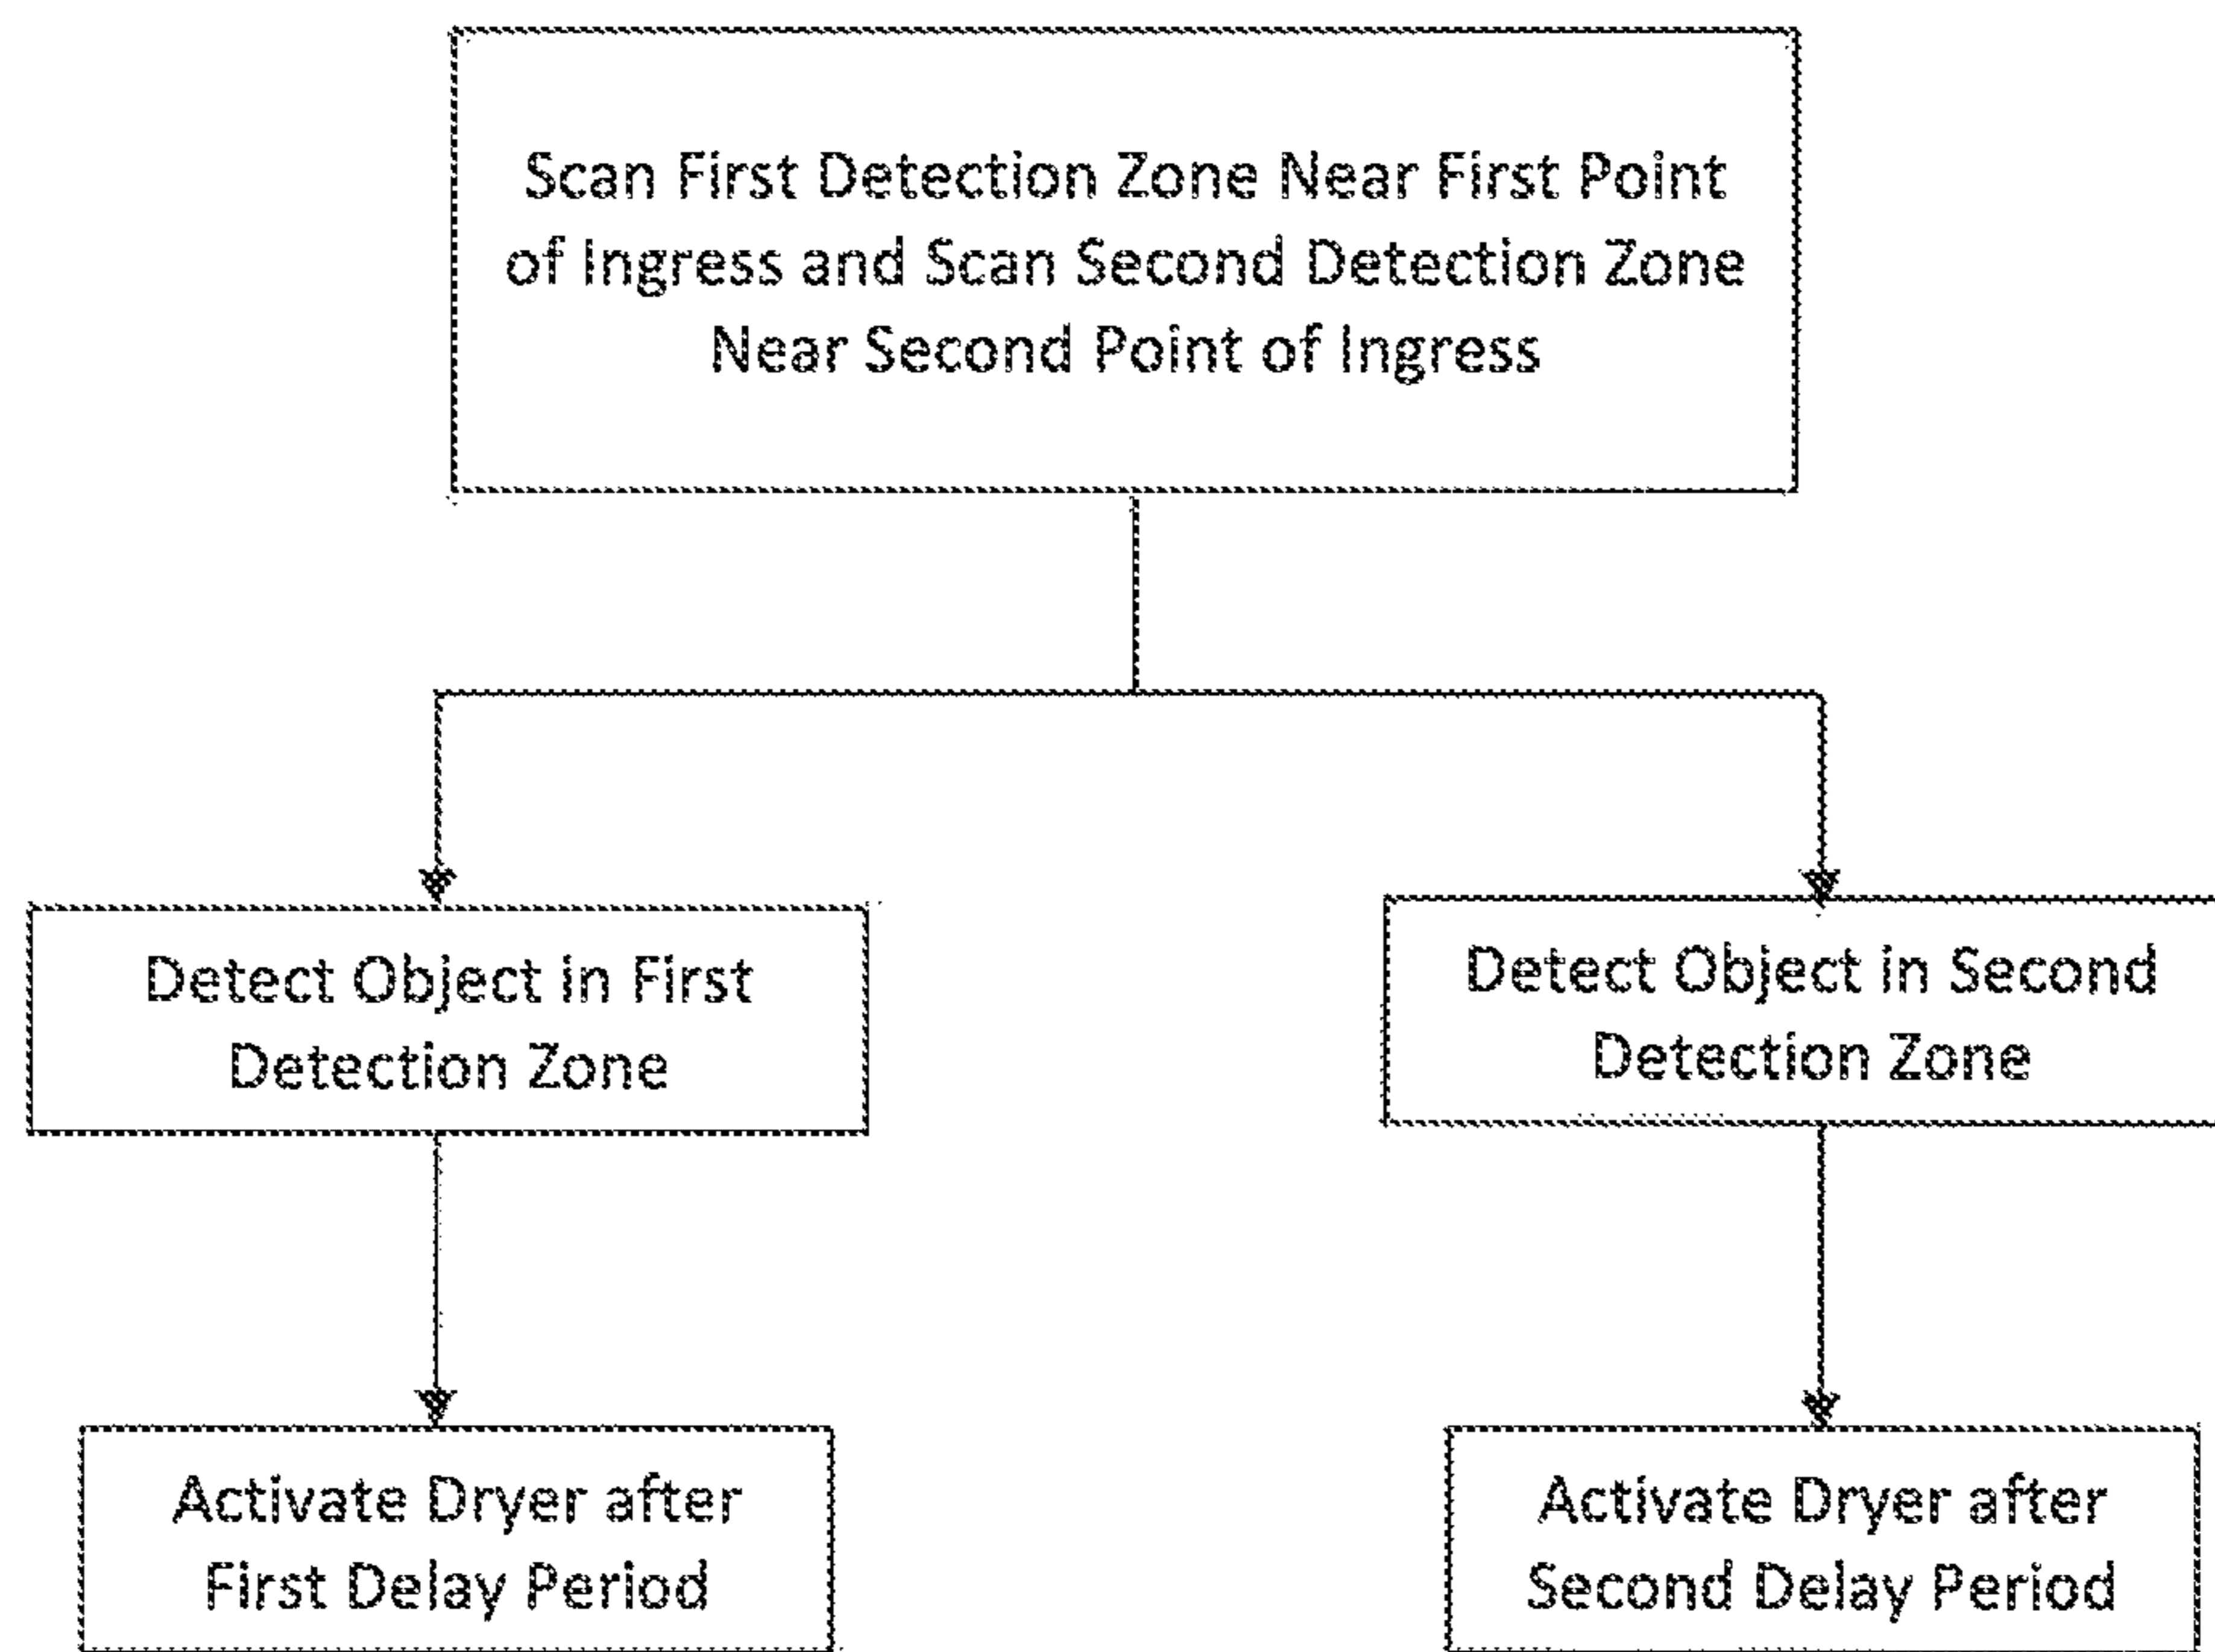 Scan First Detection Zone Near First Point
of Ingress and Scan Second Detection Zone
Near Second Point of Ingress
Detect Object in First
Detection Zone
Detect Object in Second
Detection Zone
Activate Dryer after
First Delay Period
Activate Dryer after
Second Delay Period